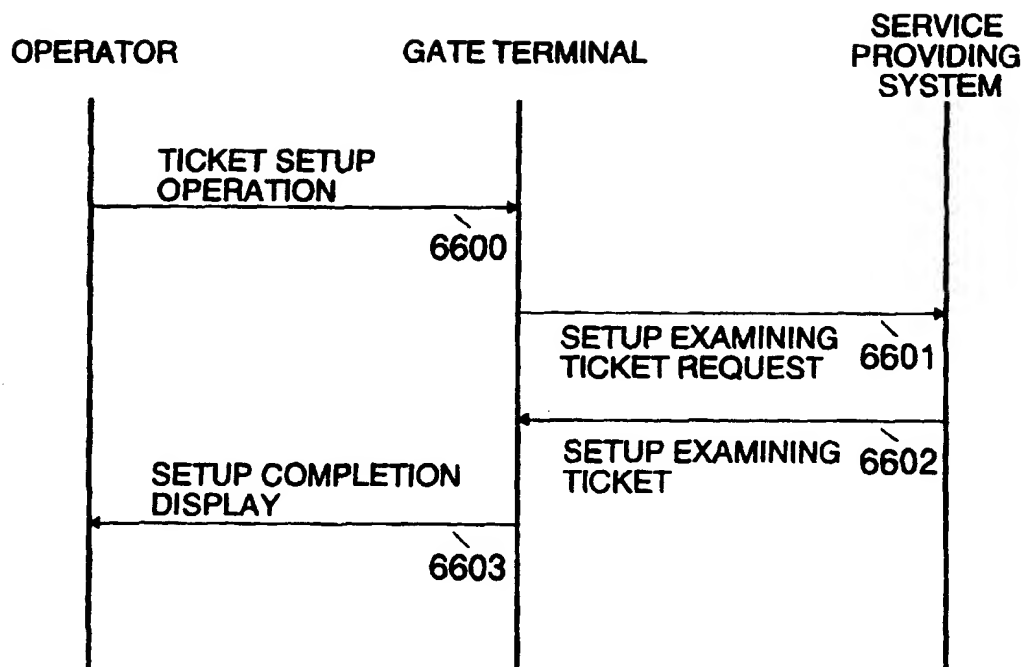 OPERATOR
GATE TERMINAL
SERVICE
PROVIDING
SYSTEM
TICKET SETUP
OPERATION
6600
SETUP EXAMINING
TICKET REQUEST
6601
SETUP EXAMINING
TICKET
6602
SETUP COMPLETION
DISPLAY
6603